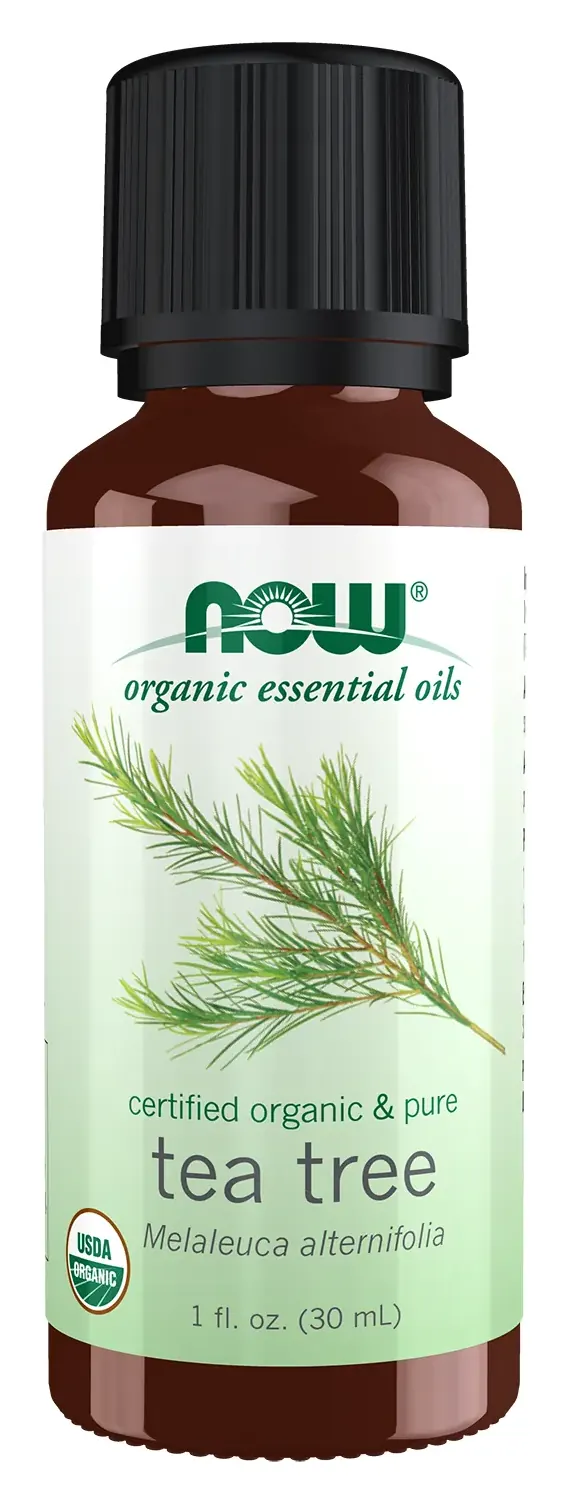 now®
organic essential oils
certified organic & pure
tea tree
Melaleuca alternifolia
USDA
ORGANIC
1 fl. oz. (30 mL)